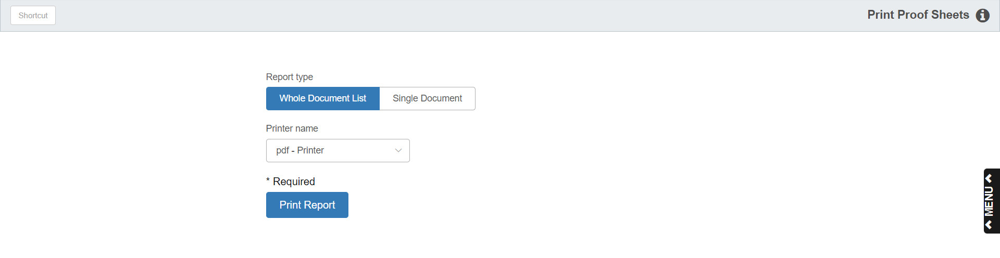 Shortcut
Print Proof Sheets
Report type
Whole Document List Single Document
Printer name
pdf - Printer
* Required
Print Report
MENU